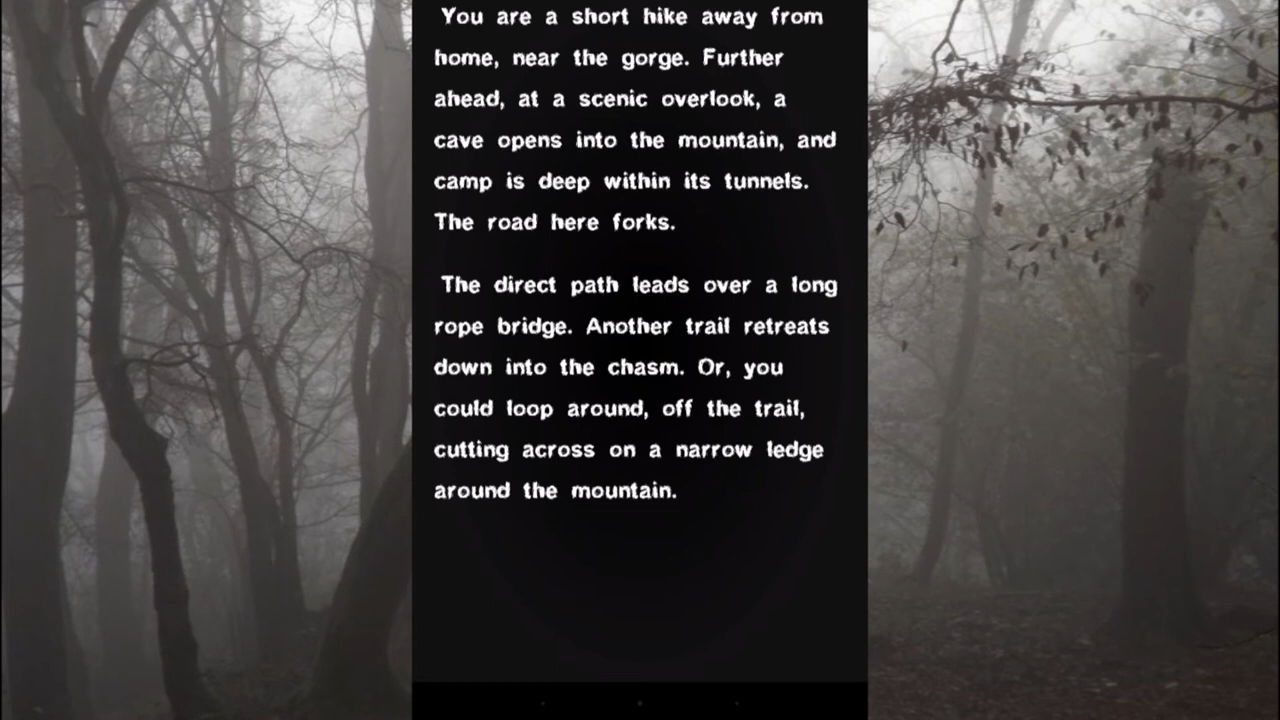 You are a short hike away from
home, near the gorge. Further
ahead, at a scenic overlook, a
cave opens into the mountain, and
camp is deep within its tunnels.
The road here forks.
The direct path leads over a long
rope bridge. Another trail retreats
down into the chasm. Or, you
could loop around, off the trail,
cutting across on a narrow ledge
around the mountain.